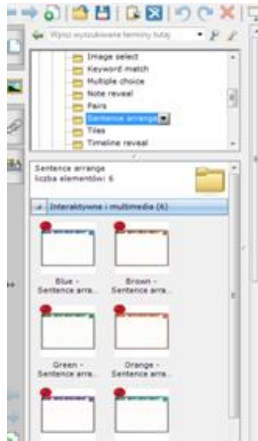 Wpisz wyszukiwane terminy tutaj
Image select
Keyword match
Multiple choice
Note reveal
Pairs
Sentence arrange
Tiles
Timeline reveal
Sentence arrange
liczba elementów: 6
Interaktywne i multimedia (6)
Blue -
Sentence arra...
Brown -
Sentence arra...
Green -
Sentence arra...
Orange -
Sentence arra...